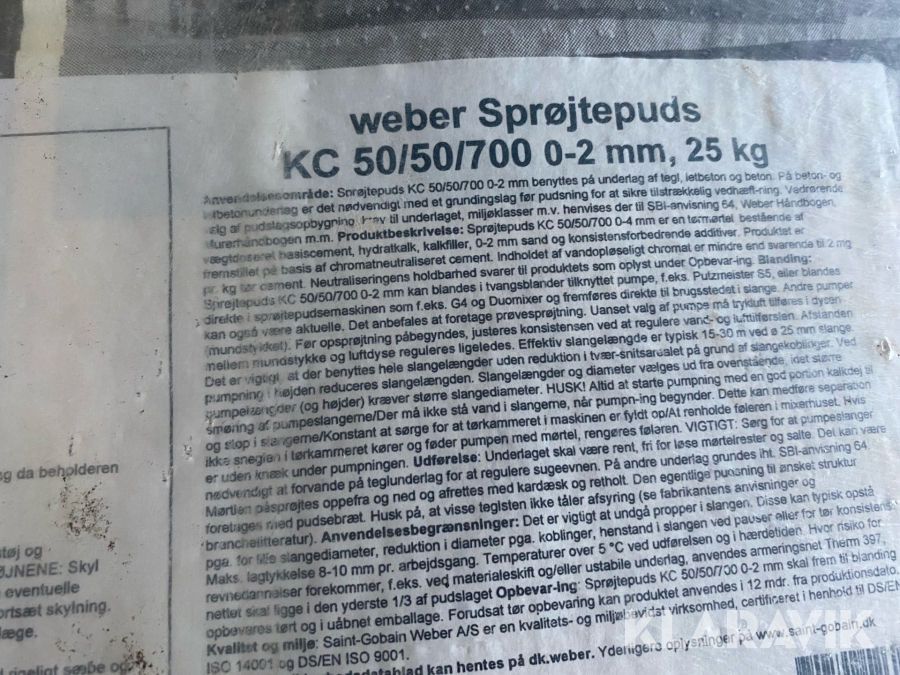 weber Sprøjtepuds
KC 50/50/700 0-2 mm, 25 kg
Anvendelsesområde: Sprøjtepuds KC 50/50/700 0-2 mm benyttes på underlag af tegl, letbeton og beton. På beton- og
letbetonunderlag er det nødvendigt med et grundingslag før pudsning for at sikre tilstrækkelig vedhæft-ning. Vedrørende
valg af pudslagsopbygning, krav til underlaget, miljøklasser m.v. henvises der til SBI-anvisning 64, Weber Håndbogen,
Murerhåndbogen m.m. Produktbeskrivelse: Sprøjtepuds KC 50/50/700 0-4 mm er en tørmørtel bestående af
vægtdoseret basiscement, hydratkalk, kalkfiller, 0-2 mm sand og konsistensforbedrende additiver. Produktet er
fremstillet på basis af chromatneutraliseret cement. Indholdet af vandopløseligt chromat er mindre end svarende til 2 mg
pr. kg tør cement. Neutraliseringens holdbarhed svarer til produktets som oplyst under Opbevar-ing. Blanding:
Sprøjtepuds KC 50/50/700 0-2 mm kan blandes i tvangsblander tilknyttet pumpe, f.eks. Putzmeister S5, eller blandes
direkte i sprøjtepudsemaskinen som f.eks. G4 og Duomixer og fremføres direkte til brugsstedet i slange. Andre pumper
kan også være aktuelle. Det anbefales at foretage prøvesprøjtning. Uanset valg af pumpe må trykluft tilføres i dysen
(mundstykket). Før opsprøjtning påbegyndes, justeres konsistensen ved at regulere vand- og lufttilførslen. Afstanden
mellem mundstykke og luftdyse reguleres ligeledes. Effektiv slangelængde er typisk 15-30 m ved ø 25 mm slange.
Det er vigtigt, at der benyttes hele slangelængder uden reduktion i tvær-snitsarealet på grund af slangekoblinger. Ved
pumpning i højden reduceres slangelængden. Slangelængder og diameter vælges ud fra ovenstående, idet større
pumpelængder (og højder) kræver større slangediameter. HUSK! Altid at starte pumpning med en god portion kalkdej til
smøring af pumpeslangerne/Der må ikke stå vand i slangerne, når pumpn-ing begynder. Dette kan medføre separation
og stop i slangerne/Konstant at sørge for at tørkammeret i maskinen er fyldt op/At renholde føleren i mixerhuset. Hvis
ikke sneglen i tørkammeret kører og føder pumpen med mørtel, rengøres føleren. VIGTIGT: Sørg for at pumpeslanger
er uden knæk under pumpningen. Udførelse: Underlaget skal være rent, fri for løse mørtelrester og salte. Det kan være
nødvendigt at forvande på teglunderlag for at regulere sugeevnen. På andre underlag grundes iht. SBI-anvisning 64.
Mørtlen påsprøjtes oppefra og ned og afrettes med kardæsk og retholt. Den egentlige pudsning til ønsket struktur
foretages med pudsebræt. Husk på, at visse teglsten ikke tåler afsyring (se fabrikantens anvisninger og
branchelitteratur). Anvendelsesbegrænsninger: Det er vigtigt at undgå propper i slangen. Disse kan typisk opstå
pga. for lille slangediameter, reduktion i diameter pga. koblinger, henstand i slangen ved pauser eller for tør konsistens.
Maks. lagtykkelse 8-10 mm pr. arbejdsgang. Temperaturer over 5 °C ved udførelsen og i hærdetiden. Hvor risiko for
revnedannelser forekommer, f.eks. ved materialeskift og/eller ustabile underlag, anvendes armeringsnet Therm 397,
nettet skal ligge i den yderste 1/3 af pudslaget Opbevar-ing: Sprøjtepuds KC 50/50/700 0-2 mm skal frem til blanding
opbevares tørt og i uåbnet emballage. Forudsat tør opbevaring kan produktet anvendes i 12 mdr. fra produktionsdato.
Kvalitet og miljø: Saint-Gobain Weber A/S er en kvalitets- og miljøbevidst virksomhed, certificeret i henhold til DS/EN
ISO 14001 og DS/EN ISO 9001.
kan hentes på dk.weber. Yderligere oplysninger på www.saint-gobain.dk
og da beholderen
støj og
ØJNENE: Skyl
eventuelle
Fortsæt skylning.
læge.
rigeligt sæbe og
KLARAVIK